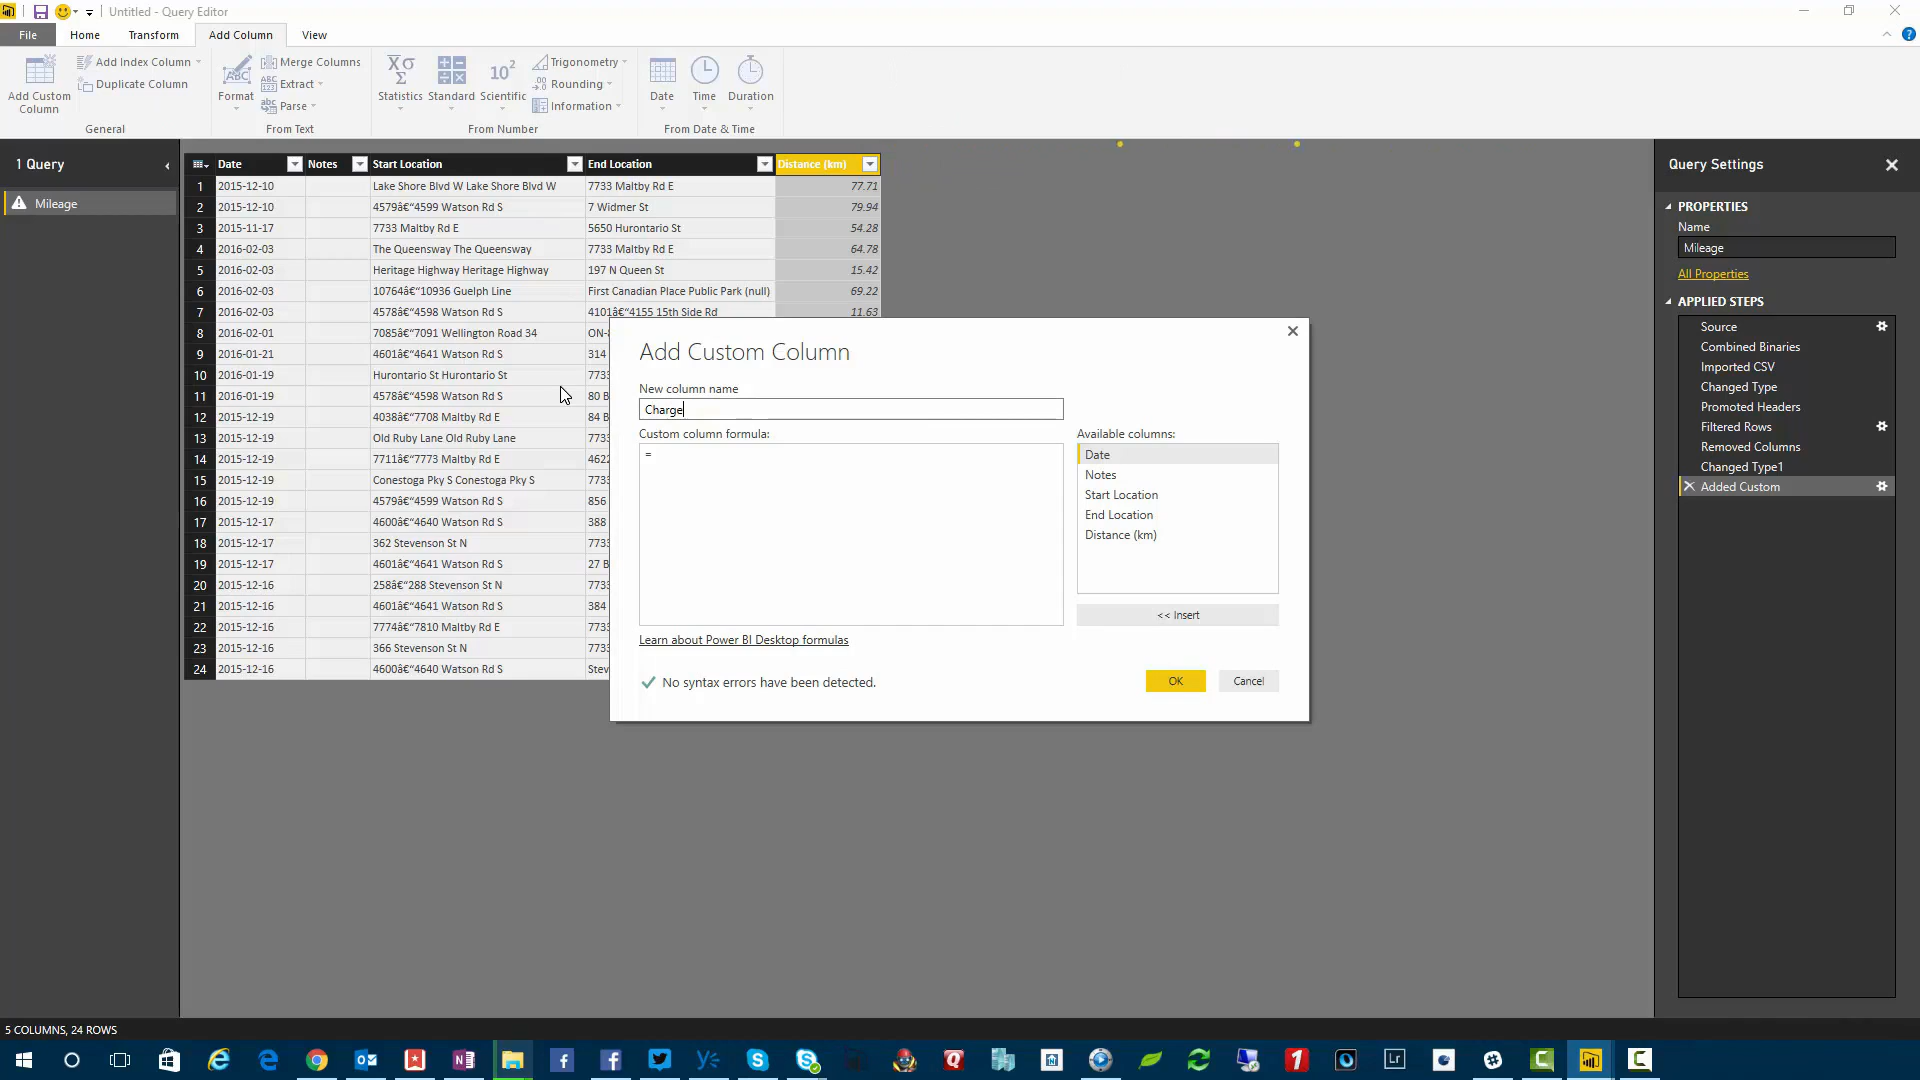 Untitled - Query Editor
File Home Transform Add Column View
Add Custom Column
Add Index Column
Duplicate Column
General
Format
Merge Columns
Extract
Parse
From Text
Statistics
Standard
Scientific
Trigonometry
Rounding
Information
From Number
Date
Time
Duration
From Date & Time
1 Query
Mileage
Date Notes Start Location End Location Distance (km)
1 2015-12-10 Lake Shore Blvd W Lake Shore Blvd W 7733 Maltby Rd E 77.71
2 2015-12-10 4579â€“4599 Watson Rd S 7 Widmer St 79.94
3 2015-11-17 7733 Maltby Rd E 5650 Hurontario St 54.28
4 2016-02-03 The Queensway The Queensway 7733 Maltby Rd E 64.78
5 2016-02-03 Heritage Highway Heritage Highway 197 N Queen St 15.42
6 2016-02-03 10764â€“10936 Guelph Line First Canadian Place Public Park (null) 69.22
7 2016-02-03 4578â€“4598 Watson Rd S 4101â€“4155 15th Side Rd 11.63
8 2016-02-01 7085â€“7091 Wellington Road 34
9 2016-01-21 4601â€“4641 Watson Rd S 314
10 2016-01-19 Hurontario St Hurontario St 7733
11 2016-01-19 4578â€“4598 Watson Rd S 80 B
12 2015-12-19 4038â€“7708 Maltby Rd E 84 B
13 2015-12-19 Old Ruby Lane Old Ruby Lane 7733
14 2015-12-19 7711â€“7773 Maltby Rd E 4622
15 2015-12-19 Conestoga Pky S Conestoga Pky S 7733
16 2015-12-19 4579â€“4599 Watson Rd S 856
17 2015-12-17 4600â€“4640 Watson Rd S 388
18 2015-12-17 362 Stevenson St N 7733
19 2015-12-17 4601â€“4641 Watson Rd S 27 B
20 2015-12-16 258â€“288 Stevenson St N 7733
21 2015-12-16 4601â€“4641 Watson Rd S 384
22 2015-12-16 7774â€“7810 Maltby Rd E 7733
23 2015-12-16 366 Stevenson St N 7733
24 2015-12-16 4600â€“4640 Watson Rd S Stev
Add Custom Column
New column name
Charge
Custom column formula:
=
Available columns:
Date
Notes
Start Location
End Location
Distance (km)
<< Insert
Learn about Power BI Desktop formulas
No syntax errors have been detected.
OK
Cancel
Query Settings
PROPERTIES
Name
Mileage
All Properties
APPLIED STEPS
Source
Combined Binaries
Imported CSV
Changed Type
Promoted Headers
Filtered Rows
Removed Columns
Changed Type1
Added Custom
5 COLUMNS, 24 ROWS